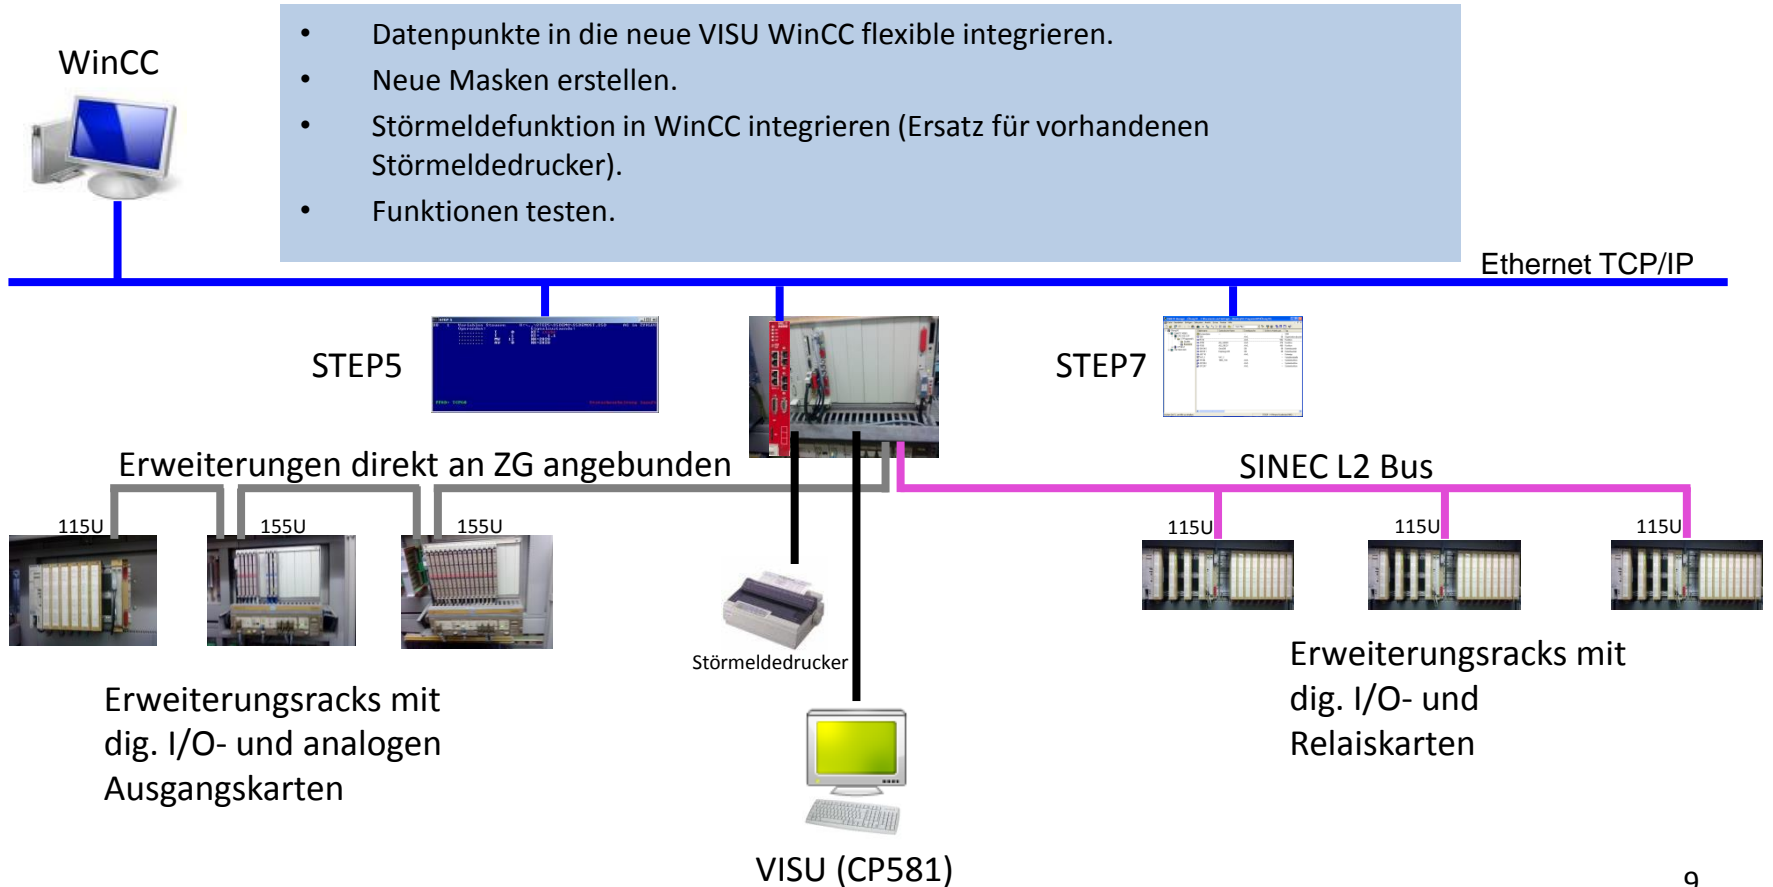 WinCC
• Datenpunkte in die neue VISU WinCC flexible integrieren.
• Neue Masken erstellen.
• Störmeldefunktion in WinCC integrieren (Ersatz für vorhandenen
Störmeldedrucker).
• Funktionen testen.
Ethernet TCP/IP
STEP5
STEP7
Erweiterungen direkt an ZG angebunden
SINEC L2 Bus
115U
155U
155U
115U
115U
115U
Störmeldedrucker
Erweiterungsracks mit
dig. I/O- und analogen
Ausgangskarten
Erweiterungsracks mit
dig. I/O- und
Relaiskarten
VISU (CP581)
9